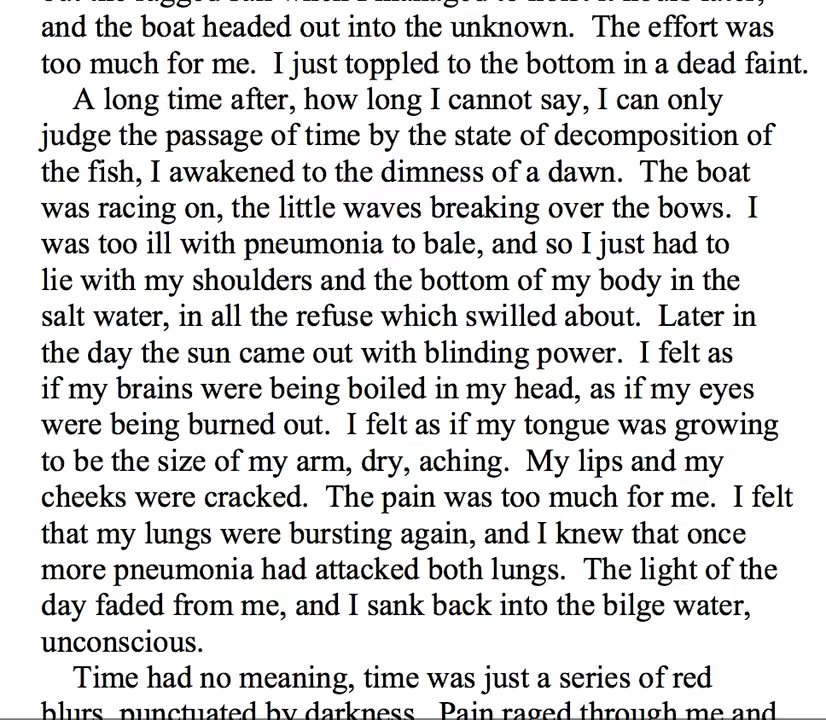 and the boat headed out into the unknown.  The effort was
too much for me.  I just toppled to the bottom in a dead faint.
A long time after, how long I cannot say, I can only
judge the passage of time by the state of decomposition of
the fish, I awakened to the dimness of a dawn.  The boat
was racing on, the little waves breaking over the bows.  I
was too ill with pneumonia to bale, and so I just had to
lie with my shoulders and the bottom of my body in the
salt water, in all the refuse which swilled about.  Later in
the day the sun came out with blinding power.  I felt as
if my brains were being boiled in my head, as if my eyes
were being burned out.  I felt as if my tongue was growing
to be the size of my arm, dry, aching.  My lips and my
cheeks were cracked.  The pain was too much for me.  I felt
that my lungs were bursting again, and I knew that once
more pneumonia had attacked both lungs.  The light of the
day faded from me, and I sank back into the bilge water,
unconscious.
Time had no meaning, time was just a series of red
blurs, punctuated by darkness.  Pain raged through me and